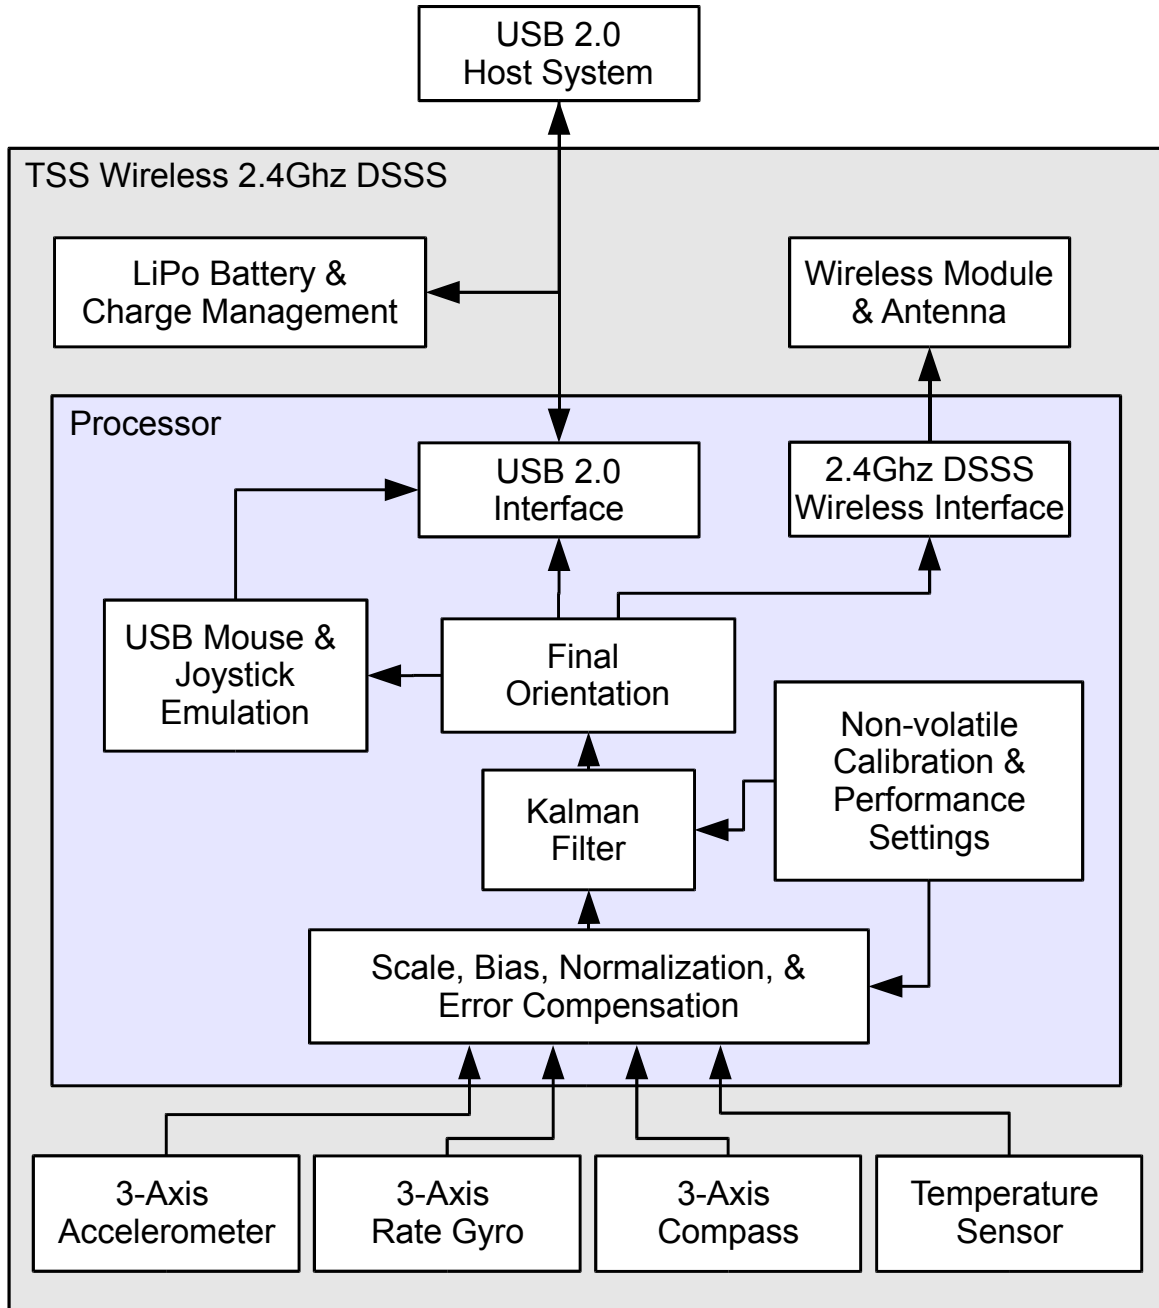 USB 2.0
Host System
TSS Wireless 2.4Ghz DSSS
LiPo Battery &
Charge Management
Wireless Module
& Antenna
Processor
USB 2.0
Interface
2.4Ghz DSSS
Wireless Interface
USB Mouse &
Joystick
Emulation
Final
Orientation
Non-volatile
Calibration &
Performance
Settings
Kalman
Filter
Scale, Bias, Normalization, &
Error Compensation
3-Axis
Accelerometer
3-Axis
Rate Gyro
3-Axis
Compass
Temperature
Sensor